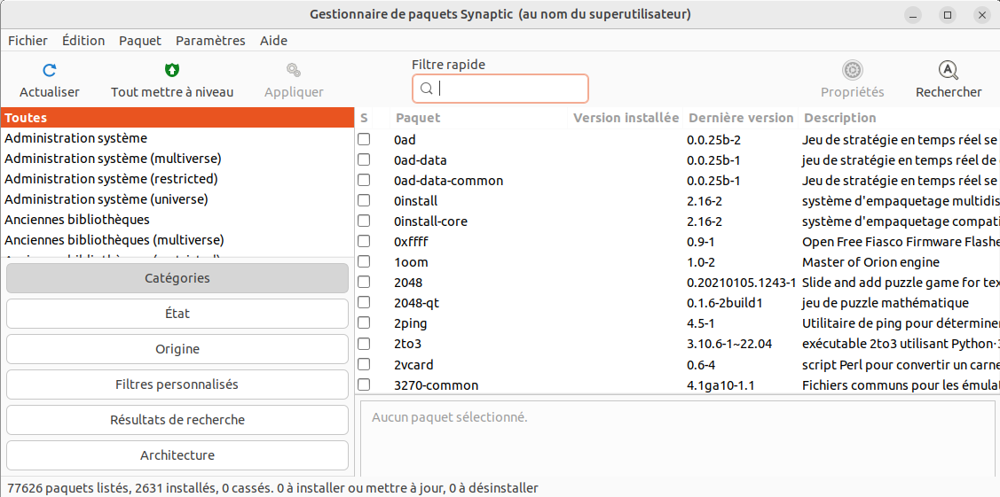 Gestionnaire de paquets Synaptic (au nom du superutilisateur)
Fichier Édition Paquet Paramètres Aide
Actualiser Tout mettre à niveau Appliquer Filtre rapide Propriétés Rechercher
Toutes
Administration système
Administration système (multiverse)
Administration système (restricted)
Administration système (universe)
Anciennes bibliothèques
Anciennes bibliothèques (multiverse)
Anciennes bibliothèques (restricted)
Catégories
État
Origine
Filtres personnalisés
Résultats de recherche
Architecture
S Paquet Version installée Dernière version Description
0ad 0.0.25b-2 Jeu de stratégie en temps réel se
0ad-data 0.0.25b-1 jeu de stratégie en temps réel de
0ad-data-common 0.0.25b-1 Jeu de stratégie en temps réel se
0install 2.16-2 système d'empaquetage multidis
0install-core 2.16-2 système d'empaquetage compati
0xffff 0.9-1 Open Free Fiasco Firmware Flashe
1oom 1.0-2 Master of Orion engine
2048 0.20210105.1243-1 Slide and add puzzle game for tex
2048-qt 0.1.6-2build1 jeu de puzzle mathématique
2ping 4.5-1 Utilitaire de ping pour déterminer
2to3 3.10.6-1~22.04 exécutable 2to3 utilisant Python·3
2vcard 0.6-4 script Perl pour convertir un carne
3270-common 4.1ga10-1.1 Fichiers communs pour les émulat
Aucun paquet sélectionné.
77626 paquets listés, 2631 installés, 0 cassés. 0 à installer ou mettre à jour, 0 à désinstaller